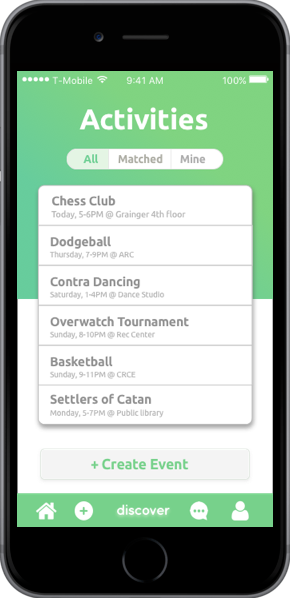 T-Mobile 9:41 AM 100%
Activities
All Matched Mine
Chess Club
Today, 5-6PM @ Grainger 4th floor
Dodgeball
Thursday, 7-9PM @ ARC
Contra Dancing
Saturday, 1-4PM @ Dance Studio
Overwatch Tournament
Sunday, 8-10PM @ Rec Center
Basketball
Sunday, 9-11PM @ CRCE
Settlers of Catan
Monday, 5-7PM @ Public library
+ Create Event
discover